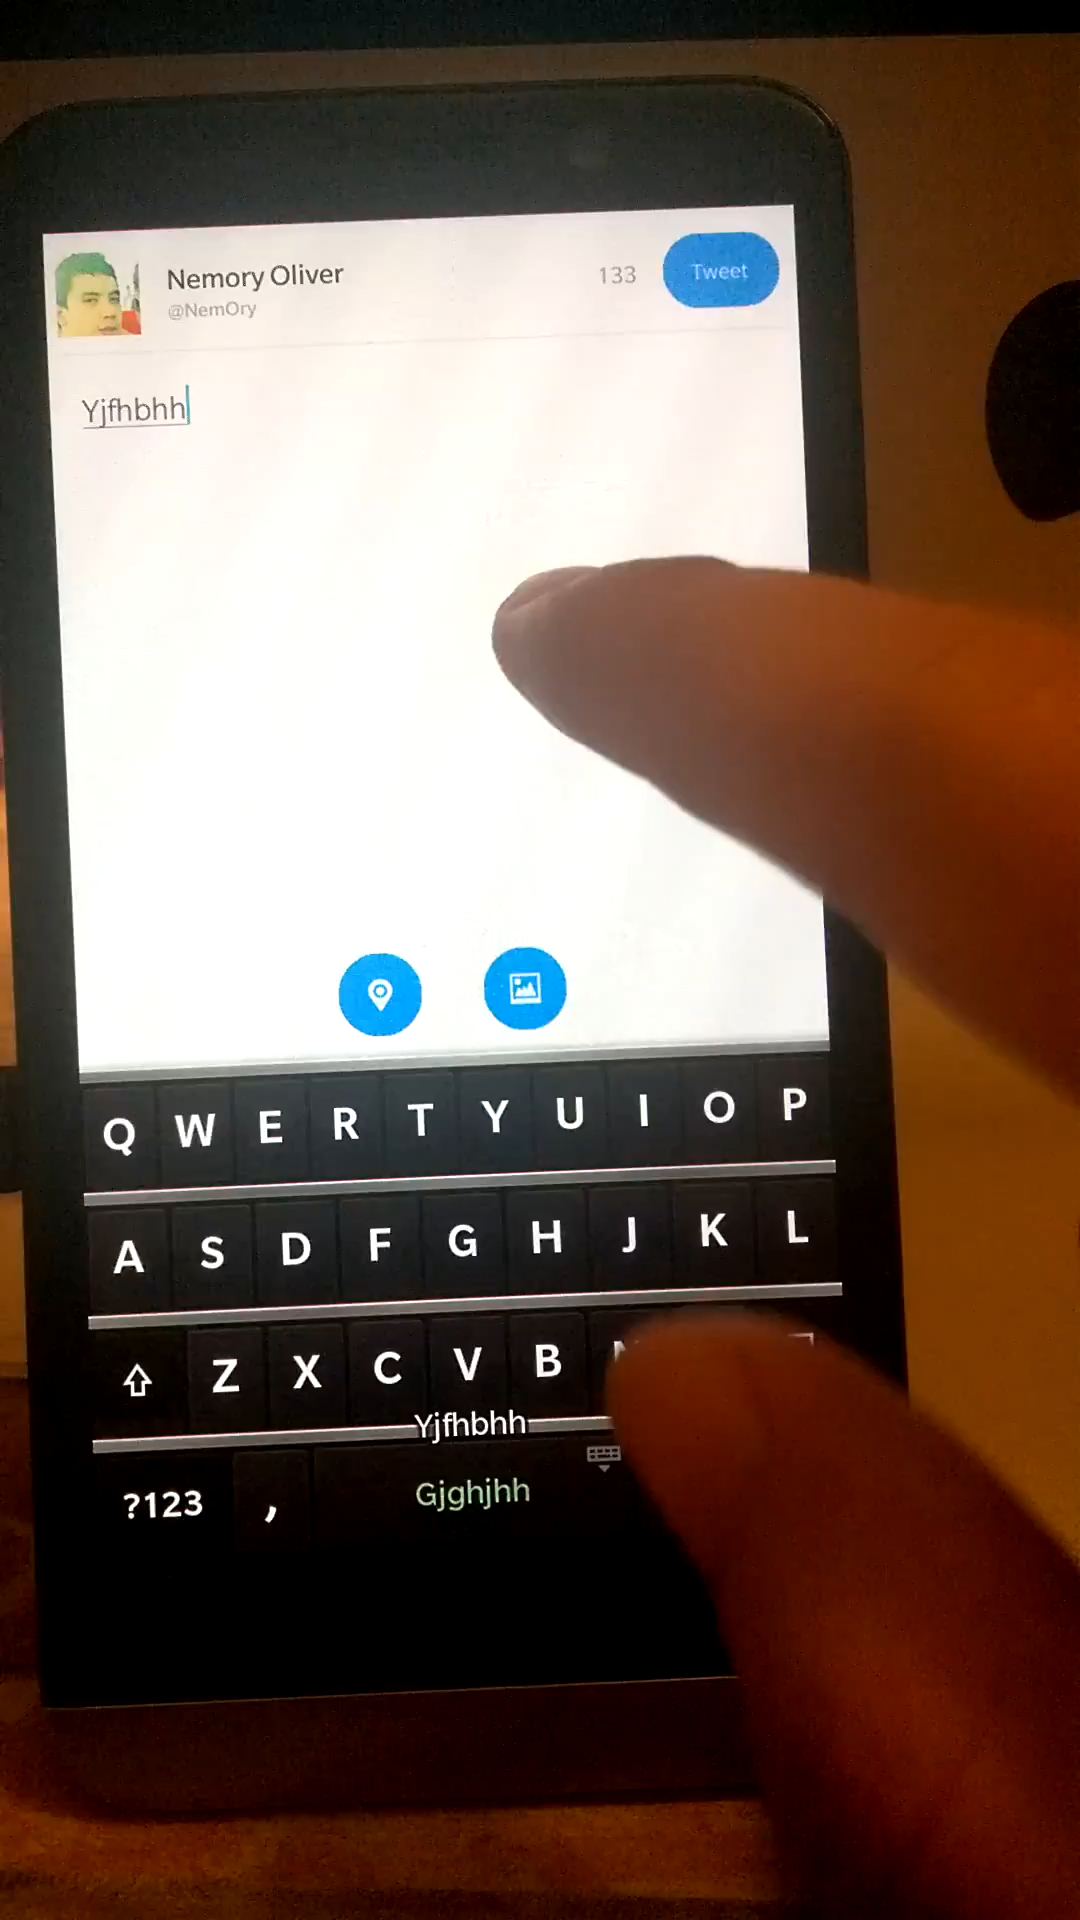 Nemory Oliver
@NemOry
133
Tweet
Yjfhbhh
Q W E R T Y U I O P
A S D F G H J K L
Z X C V B
Yjfhbhh
?123 , Gjghjhh